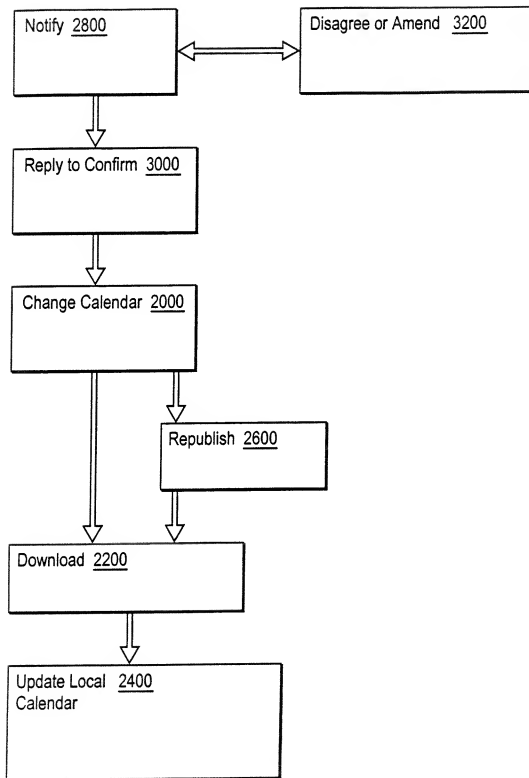 Notify 2800
Disagree or Amend 3200
Reply to Confirm 3000
Change Calendar 2000
Republish 2600
Download 2200
Update Local 2400
Calendar